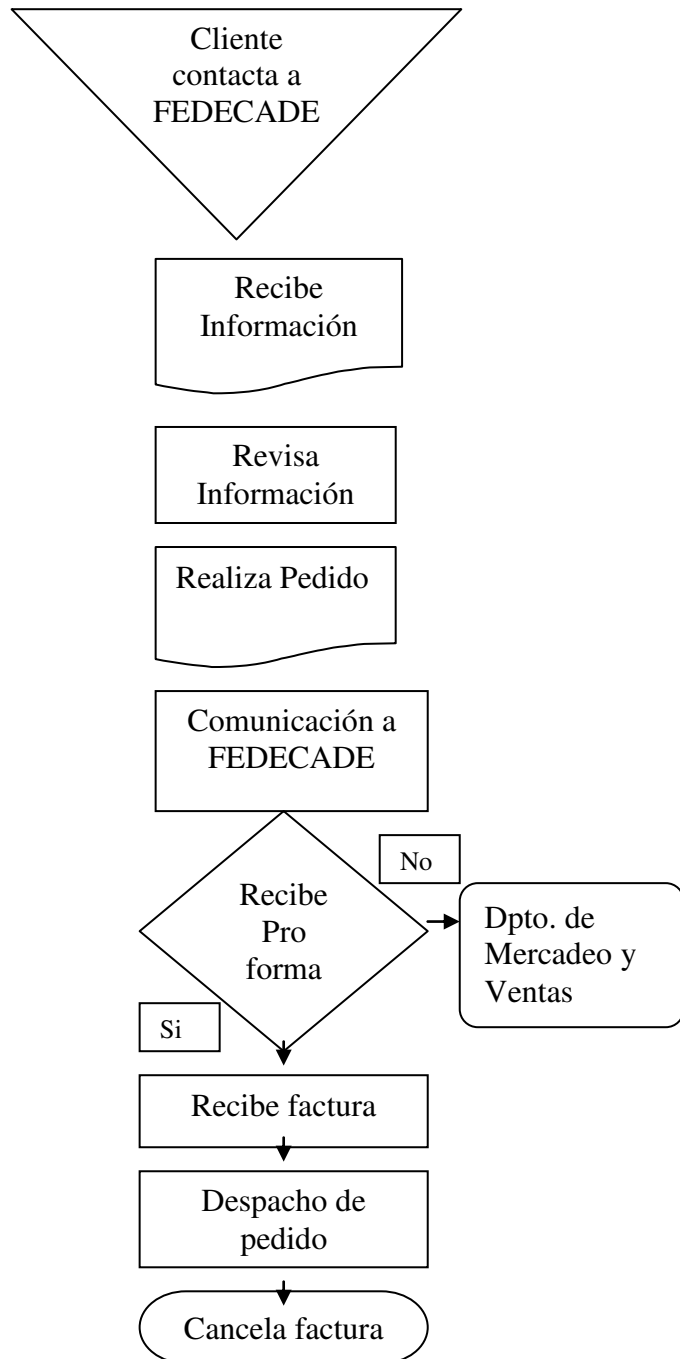 Cliente
contacta a
FEDECADE
Recibe
Información
Revisa
Información
Realiza Pedido
Comunicación a
FEDECADE
No
Recibe
Pro
forma
Dpto. de
Mercadeo y
Ventas
Si
Recibe factura
Despacho de
pedido
Cancela factura